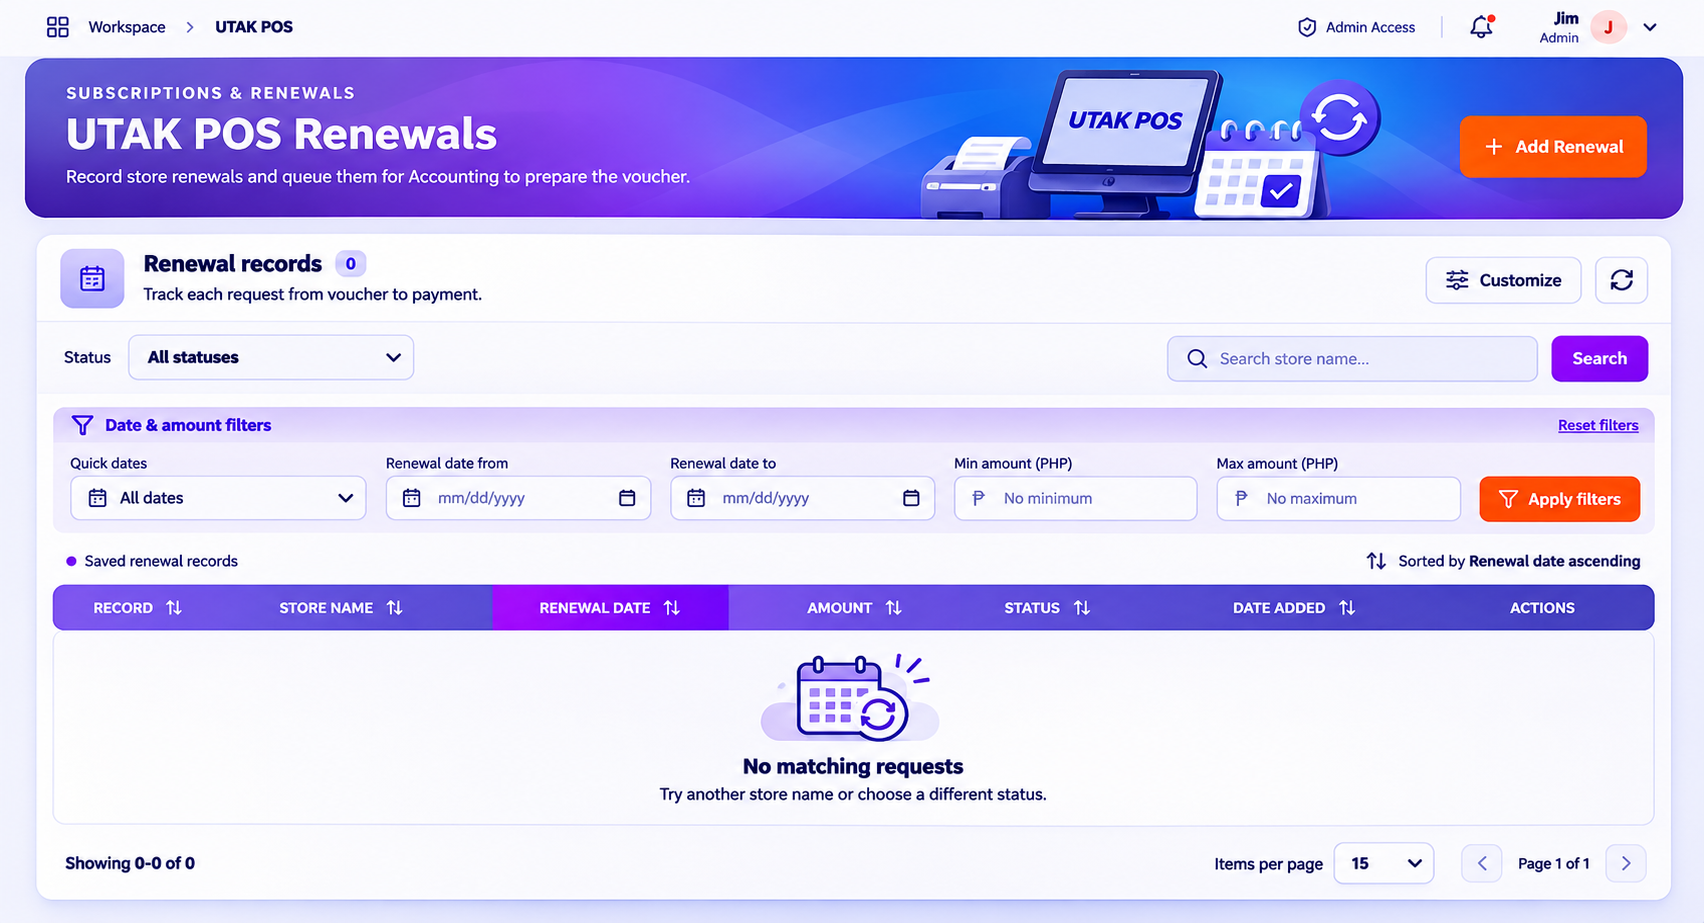 Workspace > UTAK POS
Admin Access
Jim
Admin
J
SUBSCRIPTIONS & RENEWALS
UTAK POS Renewals
Record store renewals and queue them for Accounting to prepare the voucher.
UTAK POS
+ Add Renewal
Renewal records 0
Track each request from voucher to payment.
Customize
Status
All statuses
Search store name...
Search
Date & amount filters
Reset filters
Quick dates
Renewal date from
Renewal date to
Min amount (PHP)
Max amount (PHP)
All dates
mm/dd/yyyy
mm/dd/yyyy
₱ No minimum
₱ No maximum
Apply filters
Saved renewal records
Sorted by Renewal date ascending
RECORD
STORE NAME
RENEWAL DATE
AMOUNT
STATUS
DATE ADDED
ACTIONS
No matching requests
Try another store name or choose a different status.
Showing 0-0 of 0
Items per page
15
Page 1 of 1